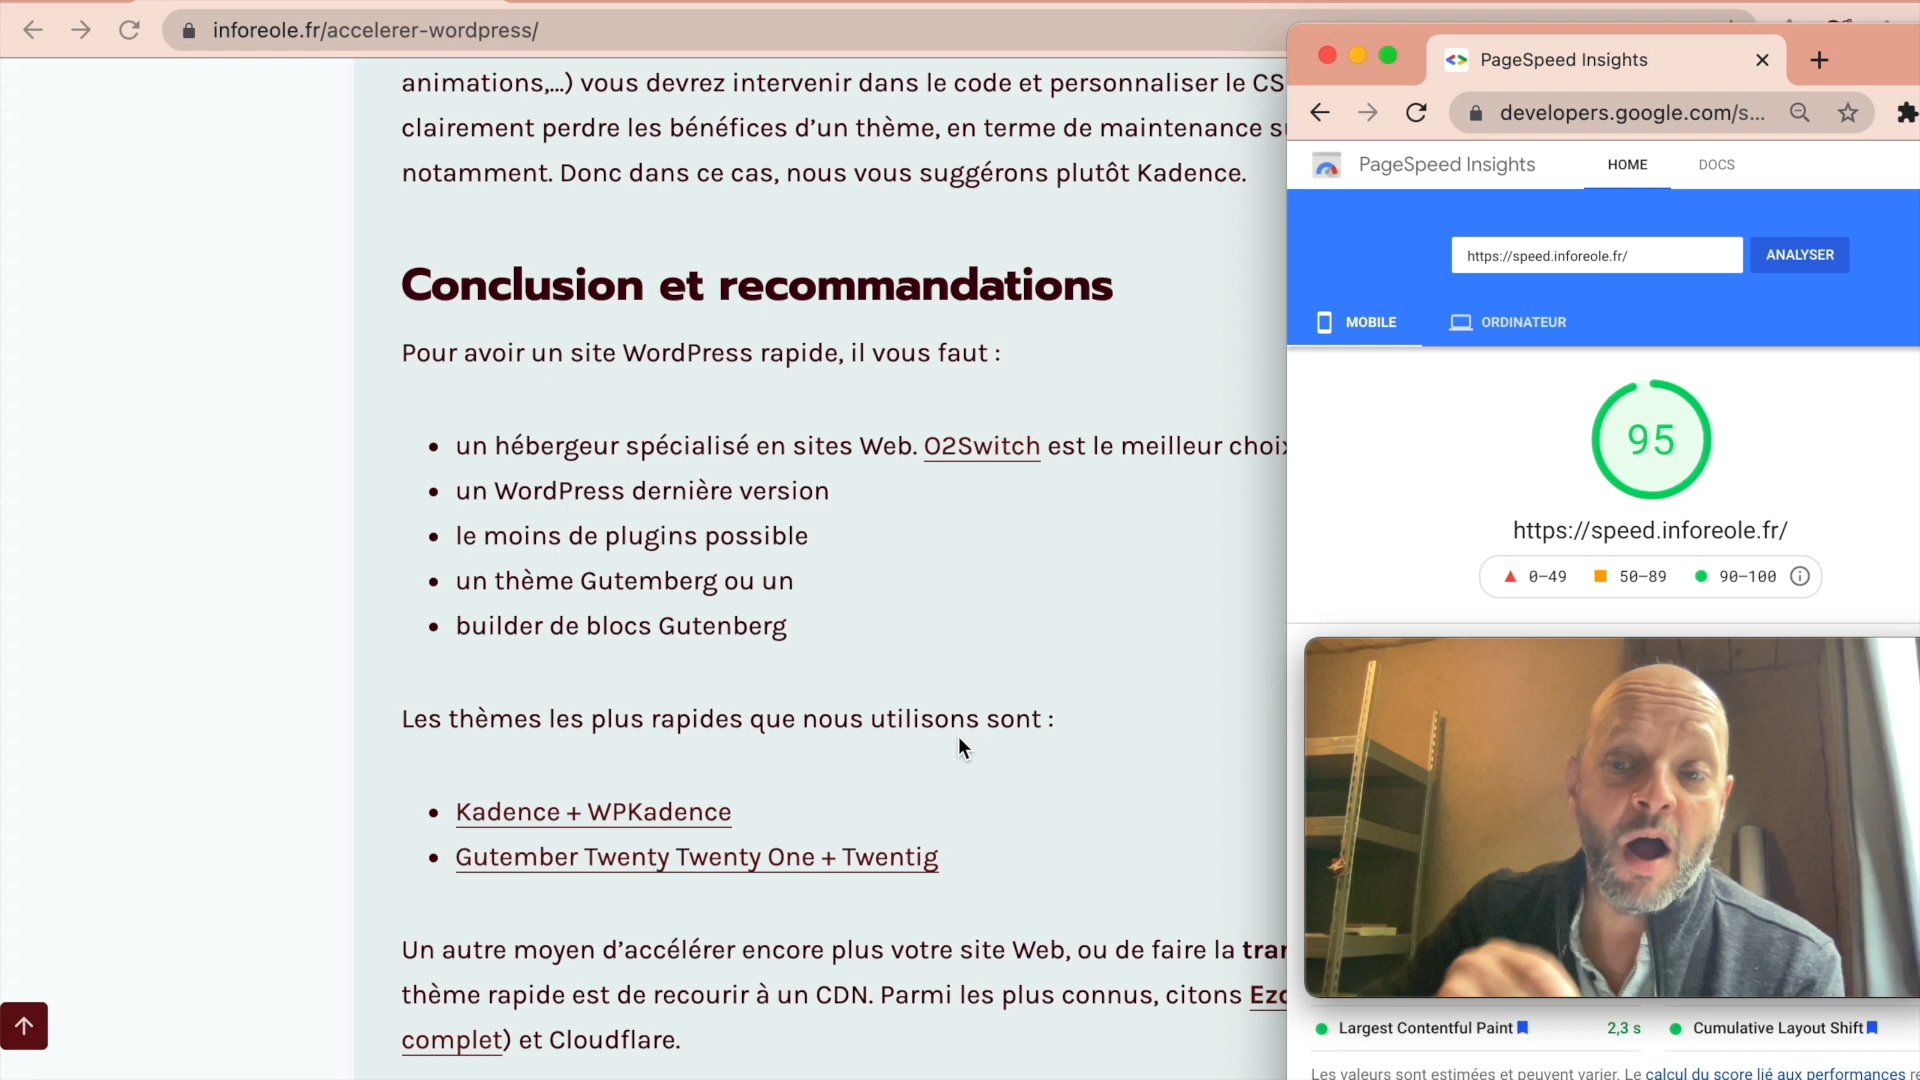 inforeole.fr/accelerer-wordpress/
animations,...) vous devrez intervenir dans le code et personnaliser le CS
clairement perdre les bénéfices d’un thème, en terme de maintenance
notamment. Donc dans ce cas, nous vous suggérons plutôt Kadence.
Conclusion et recommandations
Pour avoir un site WordPress rapide, il vous faut :
• un hébergeur spécialisé en sites Web. O2Switch est le meilleur choix
• un WordPress dernière version
• le moins de plugins possible
• un thème Gutemberg ou un
• builder de blocs Gutenberg
Les thèmes les plus rapides que nous utilisons sont :
• Kadence + WPKadence
• Gutember Twenty Twenty One + Twentig
Un autre moyen d’accélérer encore plus votre site Web, ou de faire la
thème rapide est de recourir à un CDN. Parmi les plus connus, citons
complet) et Cloudflare.
PageSpeed Insights
developers.google.com/s...
PageSpeed Insights
HOME
DOCS
https://speed.inforeole.fr/
ANALYSER
MOBILE
ORDINATEUR
95
https://speed.inforeole.fr/
0–49
50–89
90–100
Largest Contentful Paint
2,3 s
Cumulative Layout Shift
Les valeurs sont estimées et peuvent varier. Le calcul du score lié aux performances